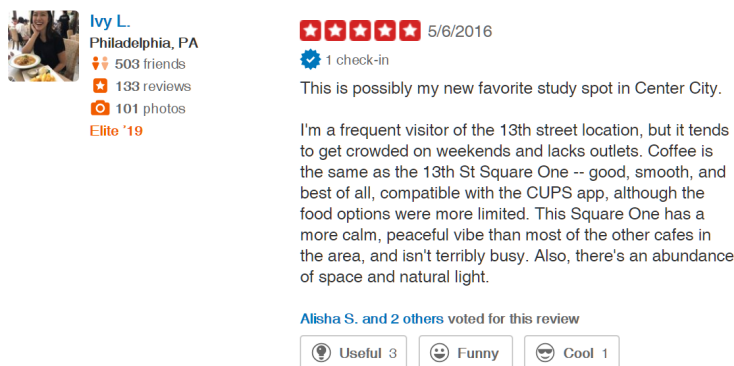 Ivy L.
Philadelphia, PA
503 friends
133 reviews
101 photos
Elite '19
5/6/2016
1 check-in
This is possibly my new favorite study spot in Center City.
I'm a frequent visitor of the 13th street location, but it tends
to get crowded on weekends and lacks outlets. Coffee is
the same as the 13th St Square One -- good, smooth, and
best of all, compatible with the CUPS app, although the
food options were more limited. This Square One has a
more calm, peaceful vibe than most of the other cafes in
the area, and isn't terribly busy. Also, there's an abundance
of space and natural light.
Alisha S. and 2 others voted for this review
Useful 3
Funny
Cool 1